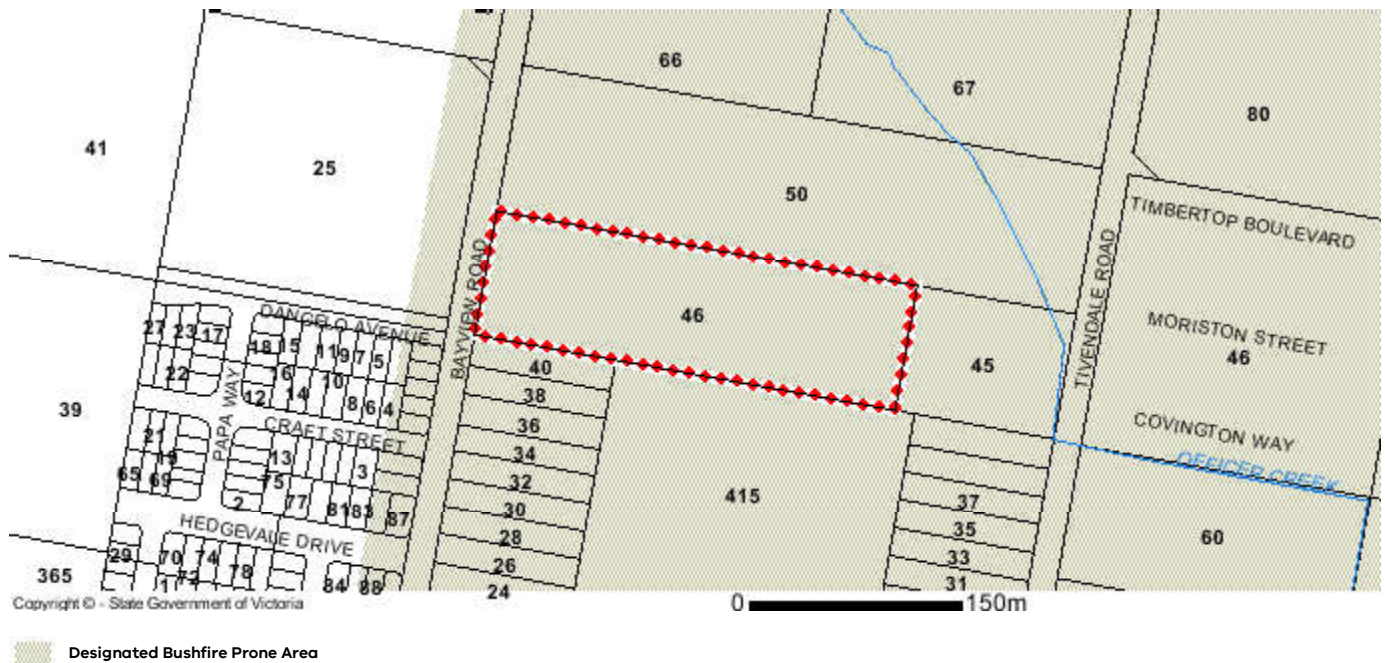 66
67
80
41
25
50
TIMBERTOP BOULEVARD
BAYVIEW ROAD
TIVENDALE ROAD
DANGELO AVENUE
46
MORISTON STREET
46
27 23 17
18 15 11 9 7 5
40
45
22
16 10
38
12 14 8 6 4
39
PAPA WAY
CRAFT STREET
36
COVINGTON WAY
21
19
13 3
34
OFFICER CREEK
65 69
75
32
415
37
2 77 81 83 87
30
35
60
HEDGEVALE DRIVE
28
33
29 70 74
72 78
26
31
365
1
84 88
24
Copyright © - State Government of Victoria
0 150m
Designated Bushfire Prone Area